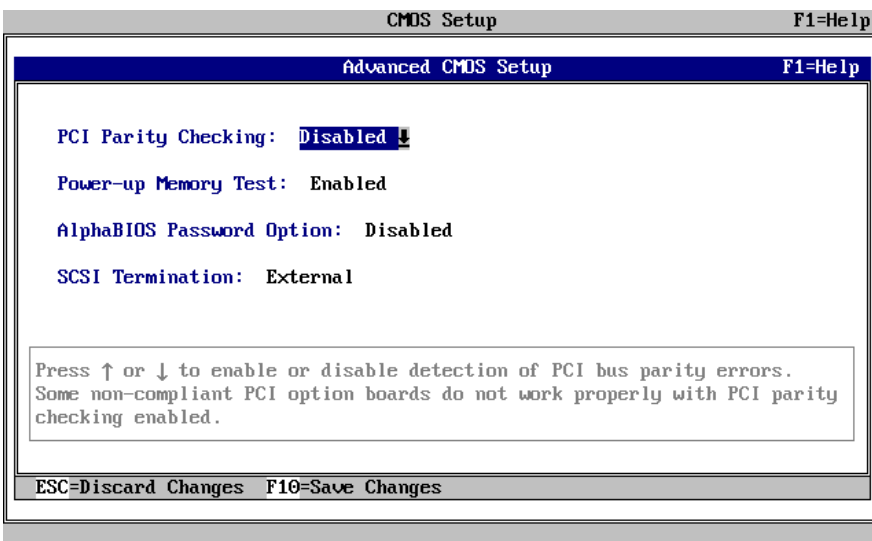 CMOS Setup F1=Help
Advanced CMOS Setup F1=Help
PCI Parity Checking: Disabled
Power-up Memory Test: Enabled
AlphaBIOS Password Option: Disabled
SCSI Termination: External
Press ↑ or ↓ to enable or disable detection of PCI bus parity errors.
Some non-compliant PCI option boards do not work properly with PCI parity
checking enabled.
ESC=Discard Changes F10=Save Changes